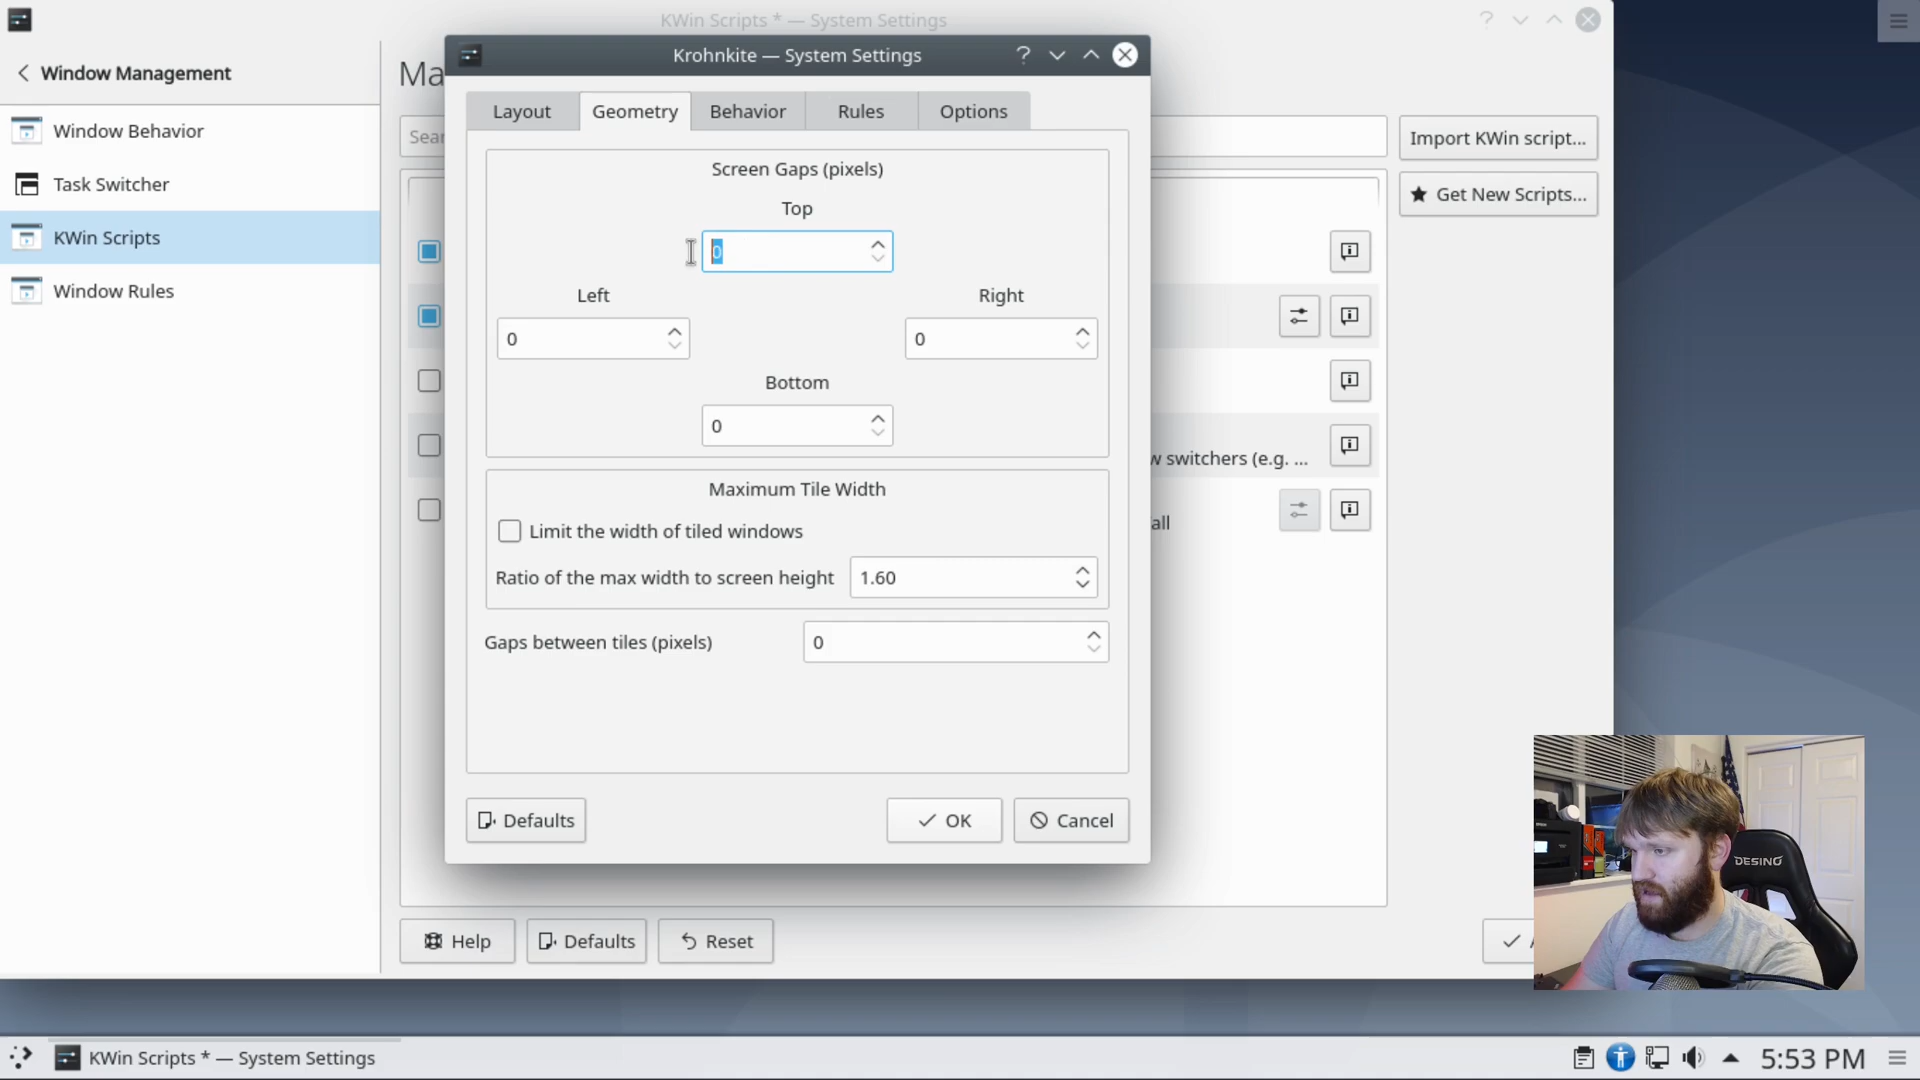 KWin Scripts * — System Settings
Krohnkite — System Settings
Window Management
Window Behavior
Task Switcher
KWin Scripts
Window Rules
Ma
Sear
Import KWin script...
Get New Scripts...
Layout
Geometry
Behavior
Rules
Options
Screen Gaps (pixels)
Top
0
Left
Right
0
0
Bottom
0
Maximum Tile Width
Limit the width of tiled windows
Ratio of the max width to screen height
1.60
Gaps between tiles (pixels)
0
w switchers (e.g. ...
all
Defaults
OK
Cancel
Help
Defaults
Reset
DESINO
KWin Scripts * — System Settings
5:53 PM